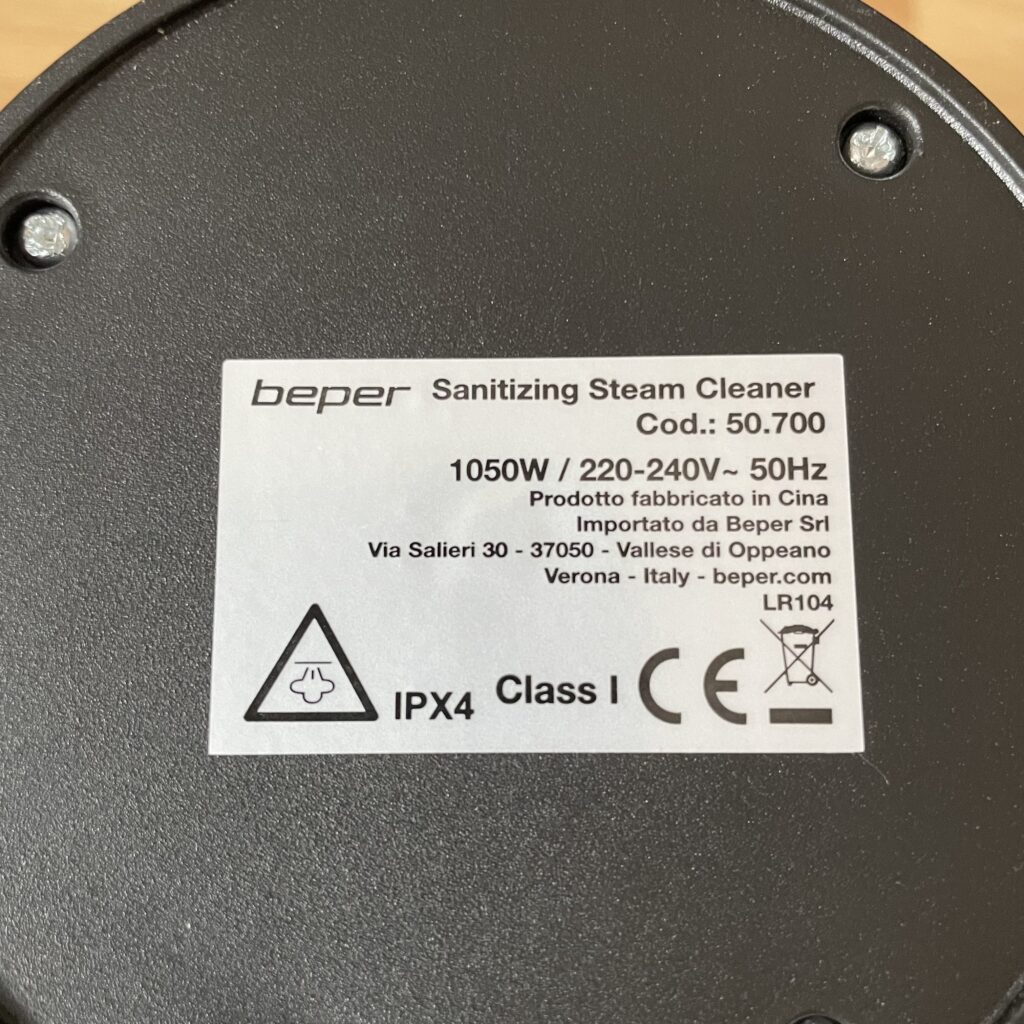 beper Sanitizing Steam Cleaner
Cod.: 50.700
1050W / 220-240V~ 50Hz
Prodotto fabbricato in Cina
Importato da Beper Srl
Via Salieri 30 - 37050 - Vallese di Oppeano
Verona - Italy - beper.com
LR104
IPX4 Class I CE